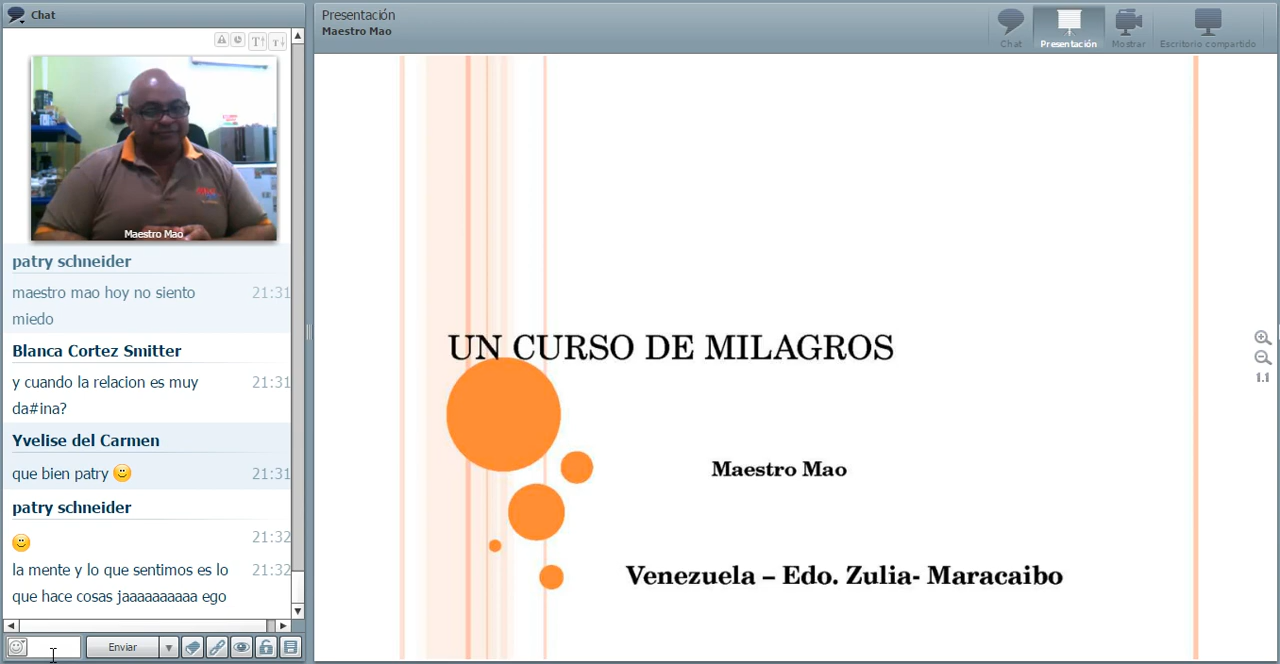 Chat
Maestro Mao
patry schneider
maestro mao hoy no siento 21:31
miedo
Blanca Cortez Smitter
y cuando la relacion es muy 21:31
da#ina?
Yvelise del Carmen
que bien patry 21:31
patry schneider
21:32
la mente y lo que sentimos es lo 21:32
que hace cosas jaaaaaaaaaa ego
Enviar
Presentación
Maestro Mao
Chat
Presentación
Mostrar
Escritorio compartido
UN CURSO DE MILAGROS
Maestro Mao
Venezuela – Edo. Zulia- Maracaibo
1.1